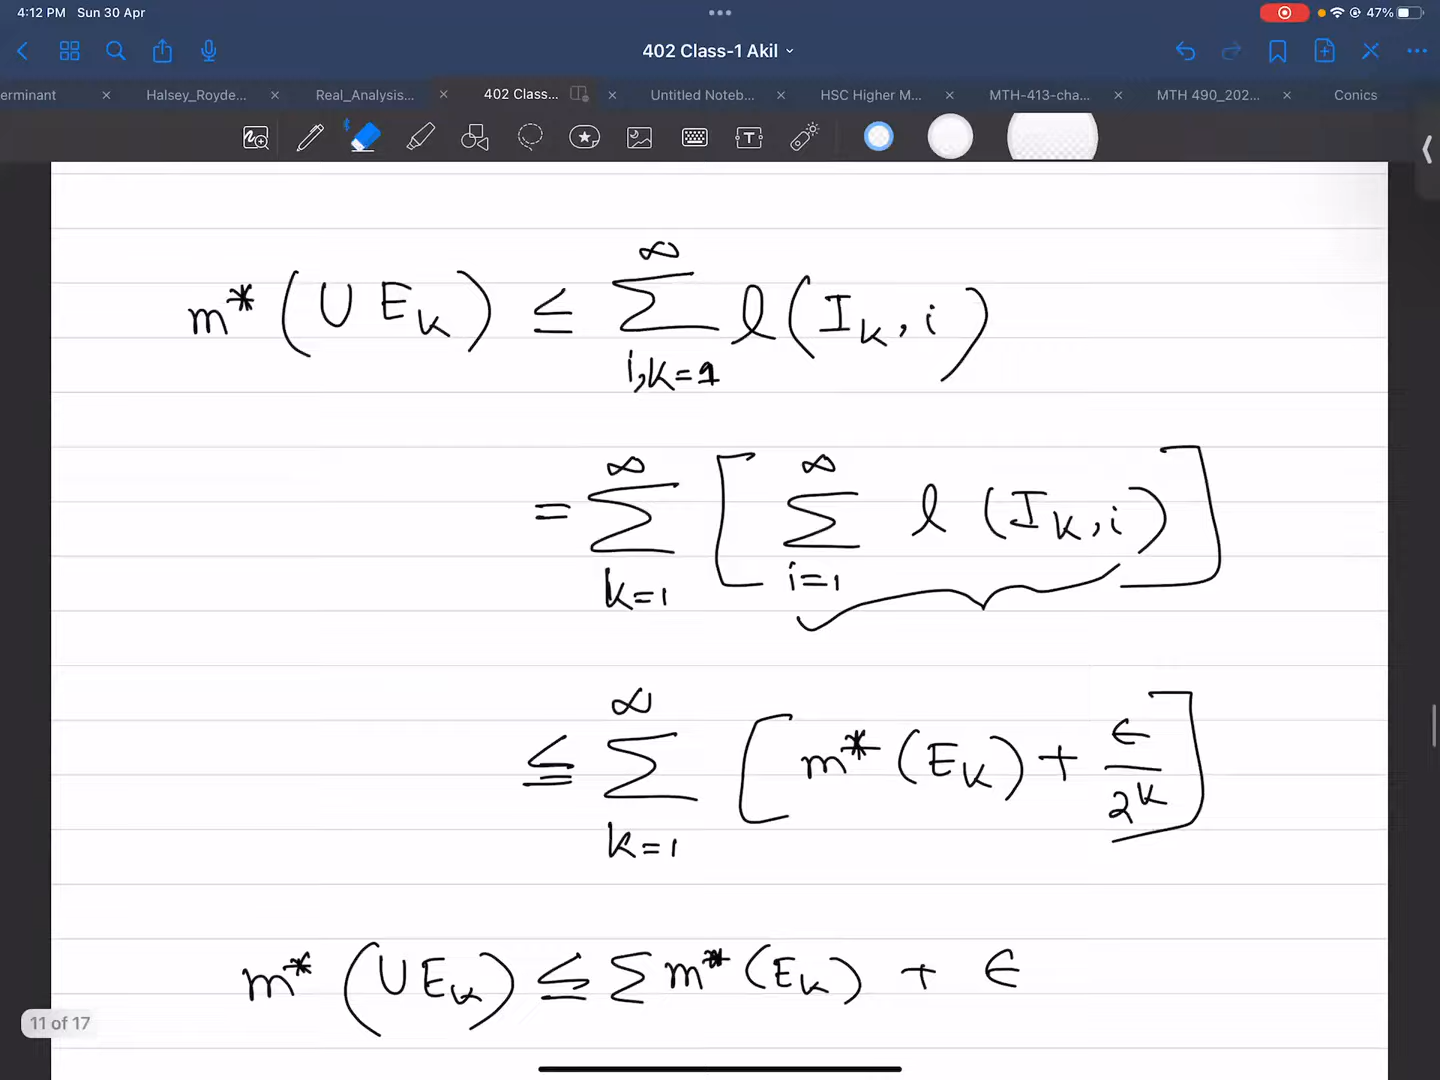 4:12 PM Sun 30 Apr 47%
402 Class-1 Akil
erminant Halsey_Royde... Real_Analysis... 402 Class... Untitled Noteb... HSC Higher M... MTH-413-cha... MTH 490_202... Conics
m* (∪ E_k) ≤ ∑_{i,k=1}^{∞} l (I_{k,i})
= ∑_{k=1}^{∞} [ ∑_{i=1}^{∞} l (I_{k,i}) ]
≦ ∑_{k=1}^{∞} [ m* (E_k) + ϵ/2^k ]
m* (∪ E_k) ≦ ∑ m* (E_k) + ϵ
11 of 17